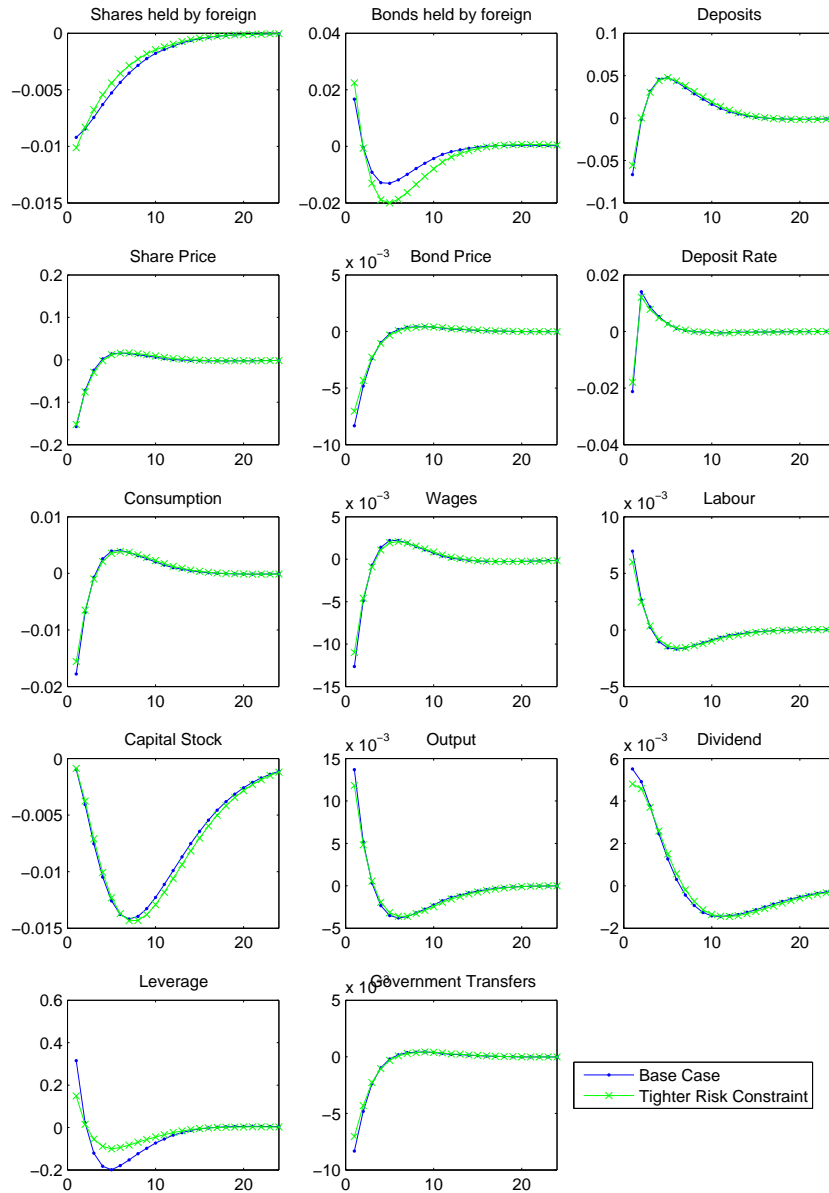 Shares held by foreign
Bonds held by foreign
Deposits
0
−0.005
−0.01
−0.015
0 10 20
0.04
0.02
0
−0.02
0 10 20
0.1
0.05
0
−0.05
−0.1
0 10 20
Share Price
Bond Price
Deposit Rate
0.2
0.1
0
−0.1
−0.2
0 10 20
x 10−3
5
0
−5
−10
0 10 20
0.02
0
−0.02
−0.04
0 10 20
Consumption
Wages
Labour
0.01
0
−0.01
−0.02
0 10 20
x 10−3
5
0
−5
−10
−15
0 10 20
x 10−3
10
5
0
−5
0 10 20
Capital Stock
Output
Dividend
0
−0.005
−0.01
−0.015
0 10 20
x 10−3
15
10
5
0
−5
0 10 20
x 10−3
6
4
2
0
−2
0 10 20
Leverage
Government Transfers
0.6
0.4
0.2
0
−0.2
0 10 20
x 10−3
5
0
−5
−10
0 10 20
Base Case
Tighter Risk Constraint